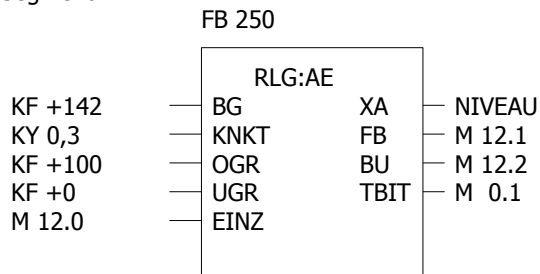 FB 250
RLG:AE
KF +142 BG XA NIVEAU
KY 0,3 KNKT FB M 12.1
KF +100 OGR BU M 12.2
KF +0 UGR TBIT M 0.1
M 12.0 EINZ